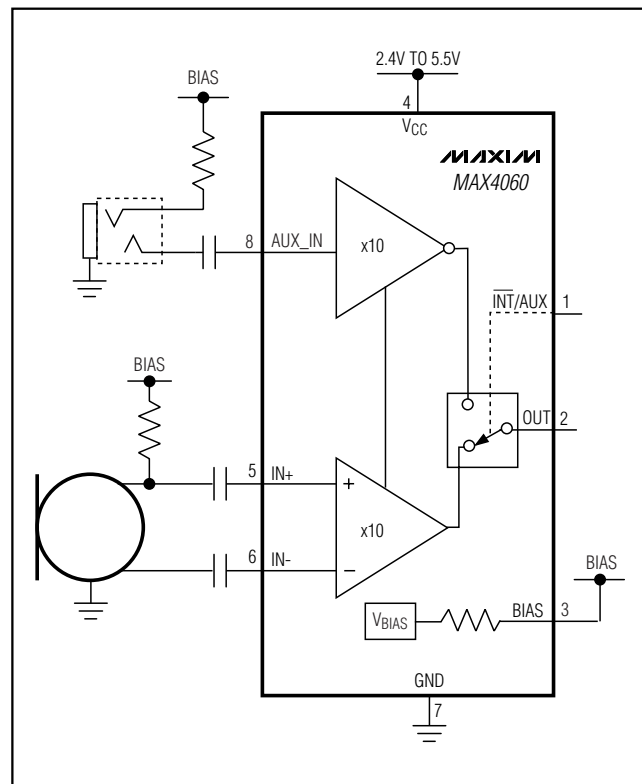 2.4V TO 5.5V
BIAS
4
VCC
MAXIM
MAX4060
8 AUX_IN
x10
INT/AUX 1
BIAS
OUT 2
5 IN+
+
x10
6 IN-
−
BIAS
VBIAS
BIAS 3
GND
7